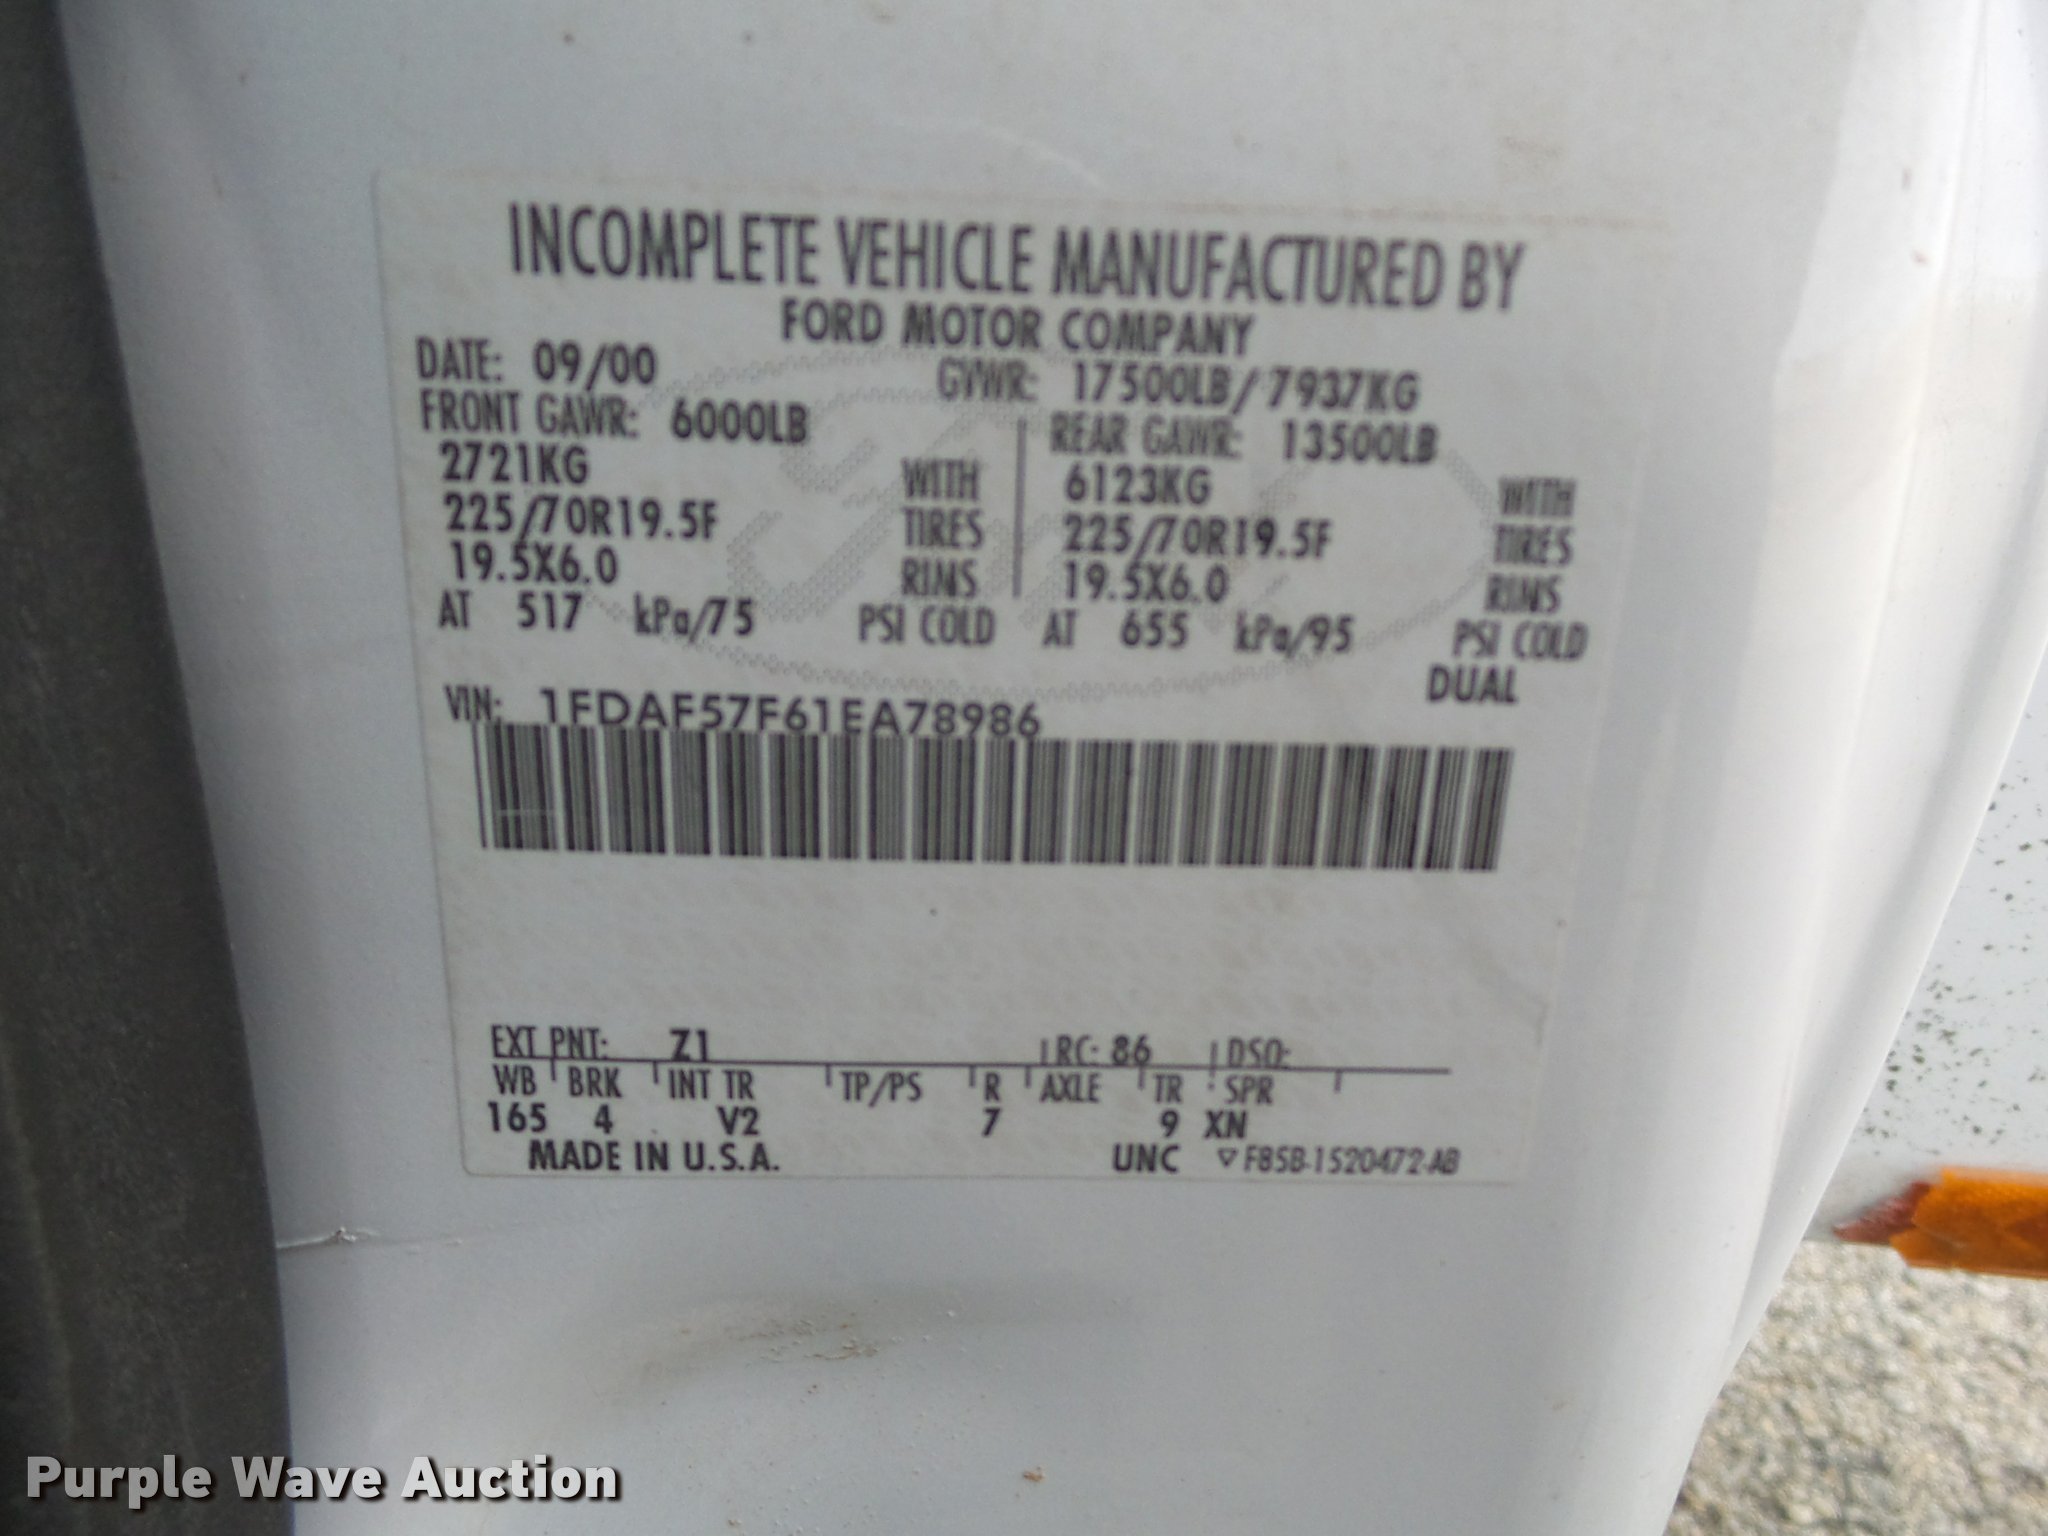 INCOMPLETE VEHICLE MANUFACTURED BY
FORD MOTOR COMPANY
DATE: 09/00 GVWR: 17500LB/7937KG
FRONT GAWR: 6000LB REAR GAWR: 13500LB
2721KG WITH 6123KG WITH
225/70R19.5F TIRES 225/70R19.5F TIRES
19.5X6.0 RIMS 19.5X6.0 RIMS
AT 517 kPa/75 PSI COLD AT 655 kPa/95 PSI COLD
DUAL
VIN: 1FDAF57F61EA78986
EXT PNT: Z1 RC: 86 DSO:
WB BRK INT TR TP/PS R AXLE TR SPR
165 4 V2 7 9 XN
MADE IN U.S.A. UNC ▽ F85B-1520472-AB
Purple Wave Auction